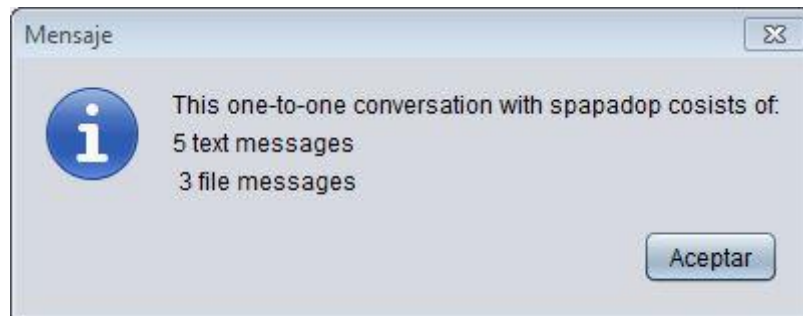 Mensaje
This one-to-one conversation with spapadop cosists of:
5 text messages
3 file messages
Aceptar